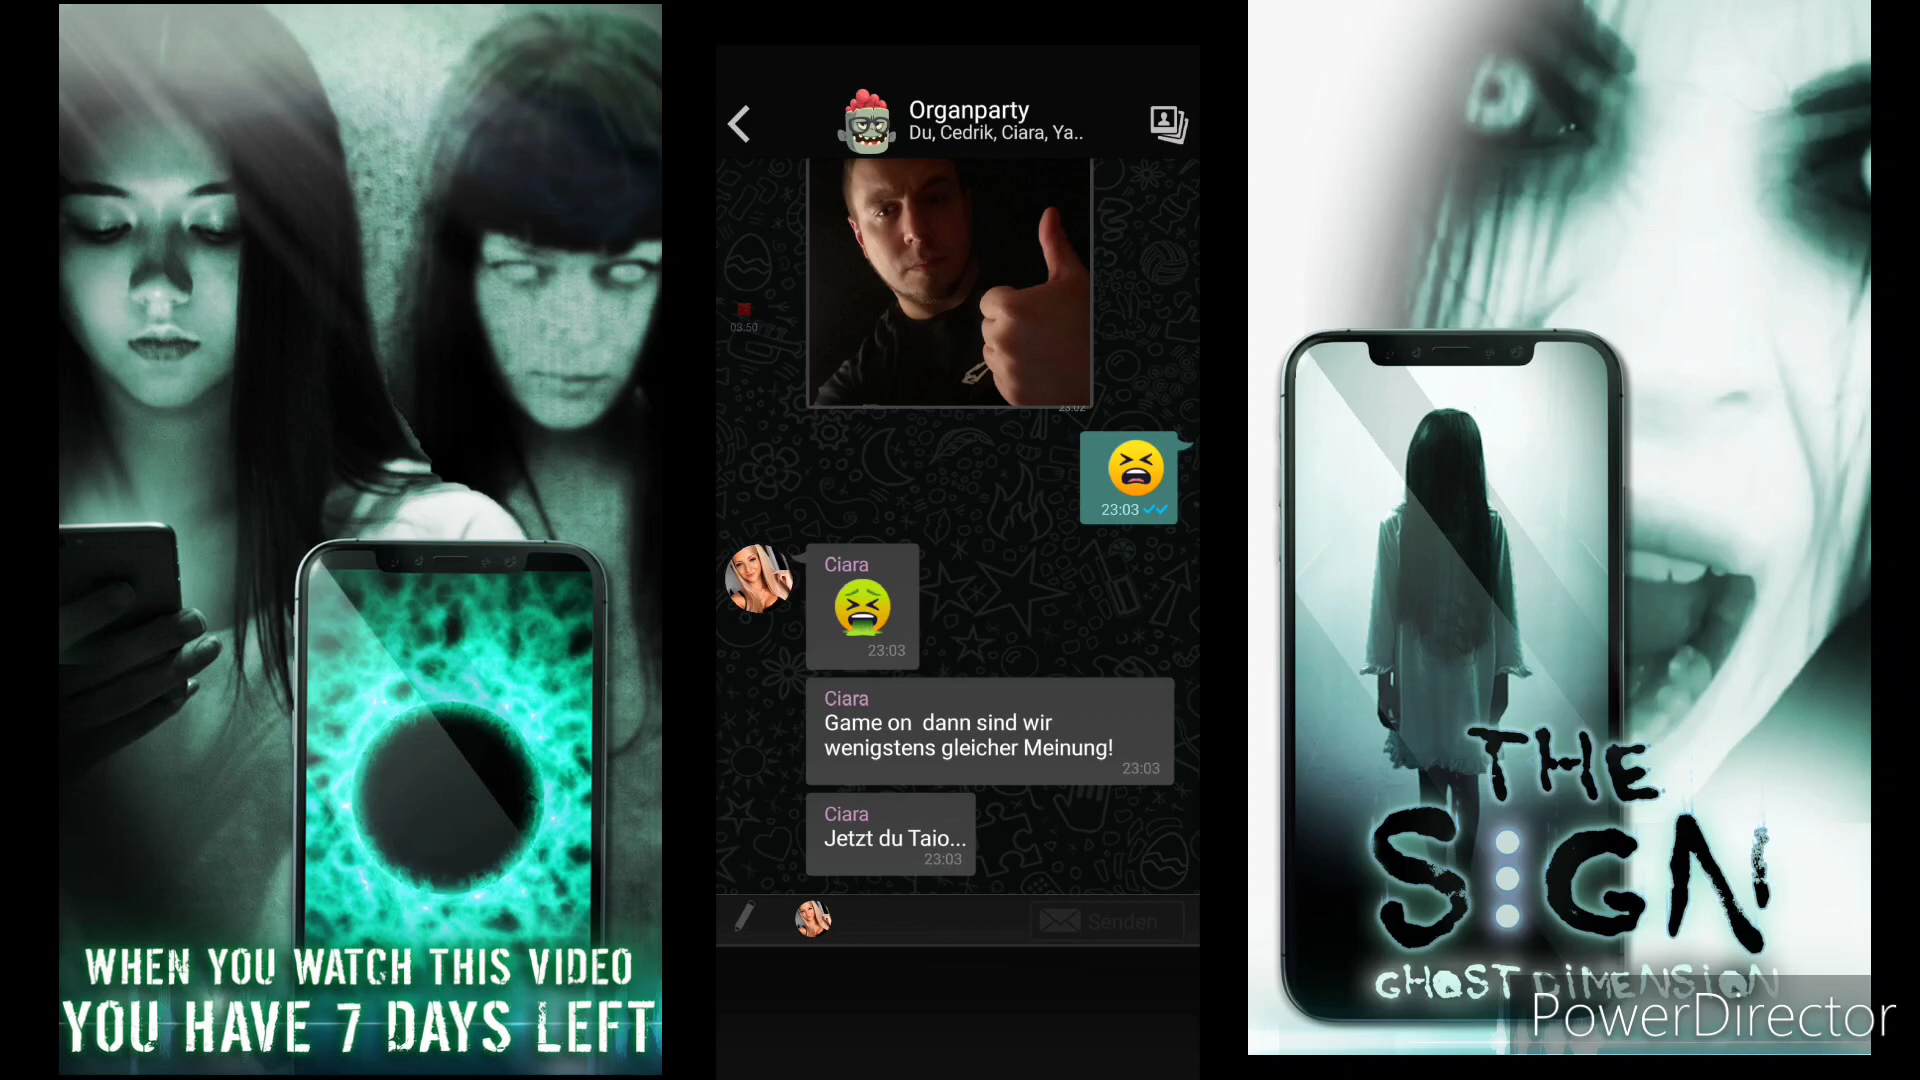 WHEN YOU WATCH THIS VIDEO
YOU HAVE 7 DAYS LEFT
Organparty
Du, Cedrik, Ciara, Ya..
03:50
23:02
23:03
Ciara
23:03
Ciara
Game on dann sind wir
wenigstens gleicher Meinung!
23:03
Ciara
Jetzt du Taio...
23:03
Senden
THE
SIGN
GHOST DIMENSION
PowerDirector